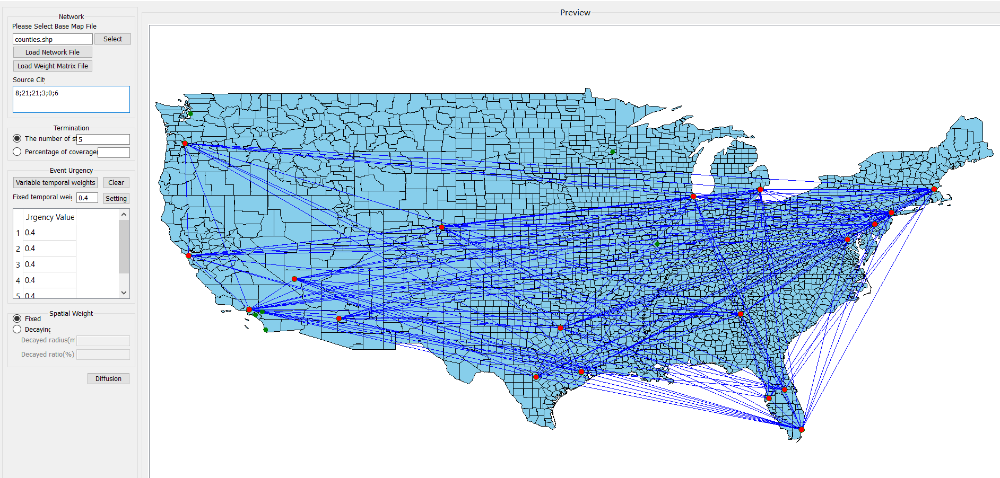 Network
Please Select Base Map File
counties.shp
Select
Load Network File
Load Weight Matrix File
Source City
8;21;21;3;0;6
Termination
The number of st
5
Percentage of coverage(
Event Urgency
Variable temporal weights
Clear
Fixed temporal wei
0.4
Setting
Urgency Value
1 0.4
2 0.4
3 0.4
4 0.4
5 0.4
Spatial Weight
Fixed
Decaying
Decayed radius(m
Decayed ratio(%)
Diffusion
Preview